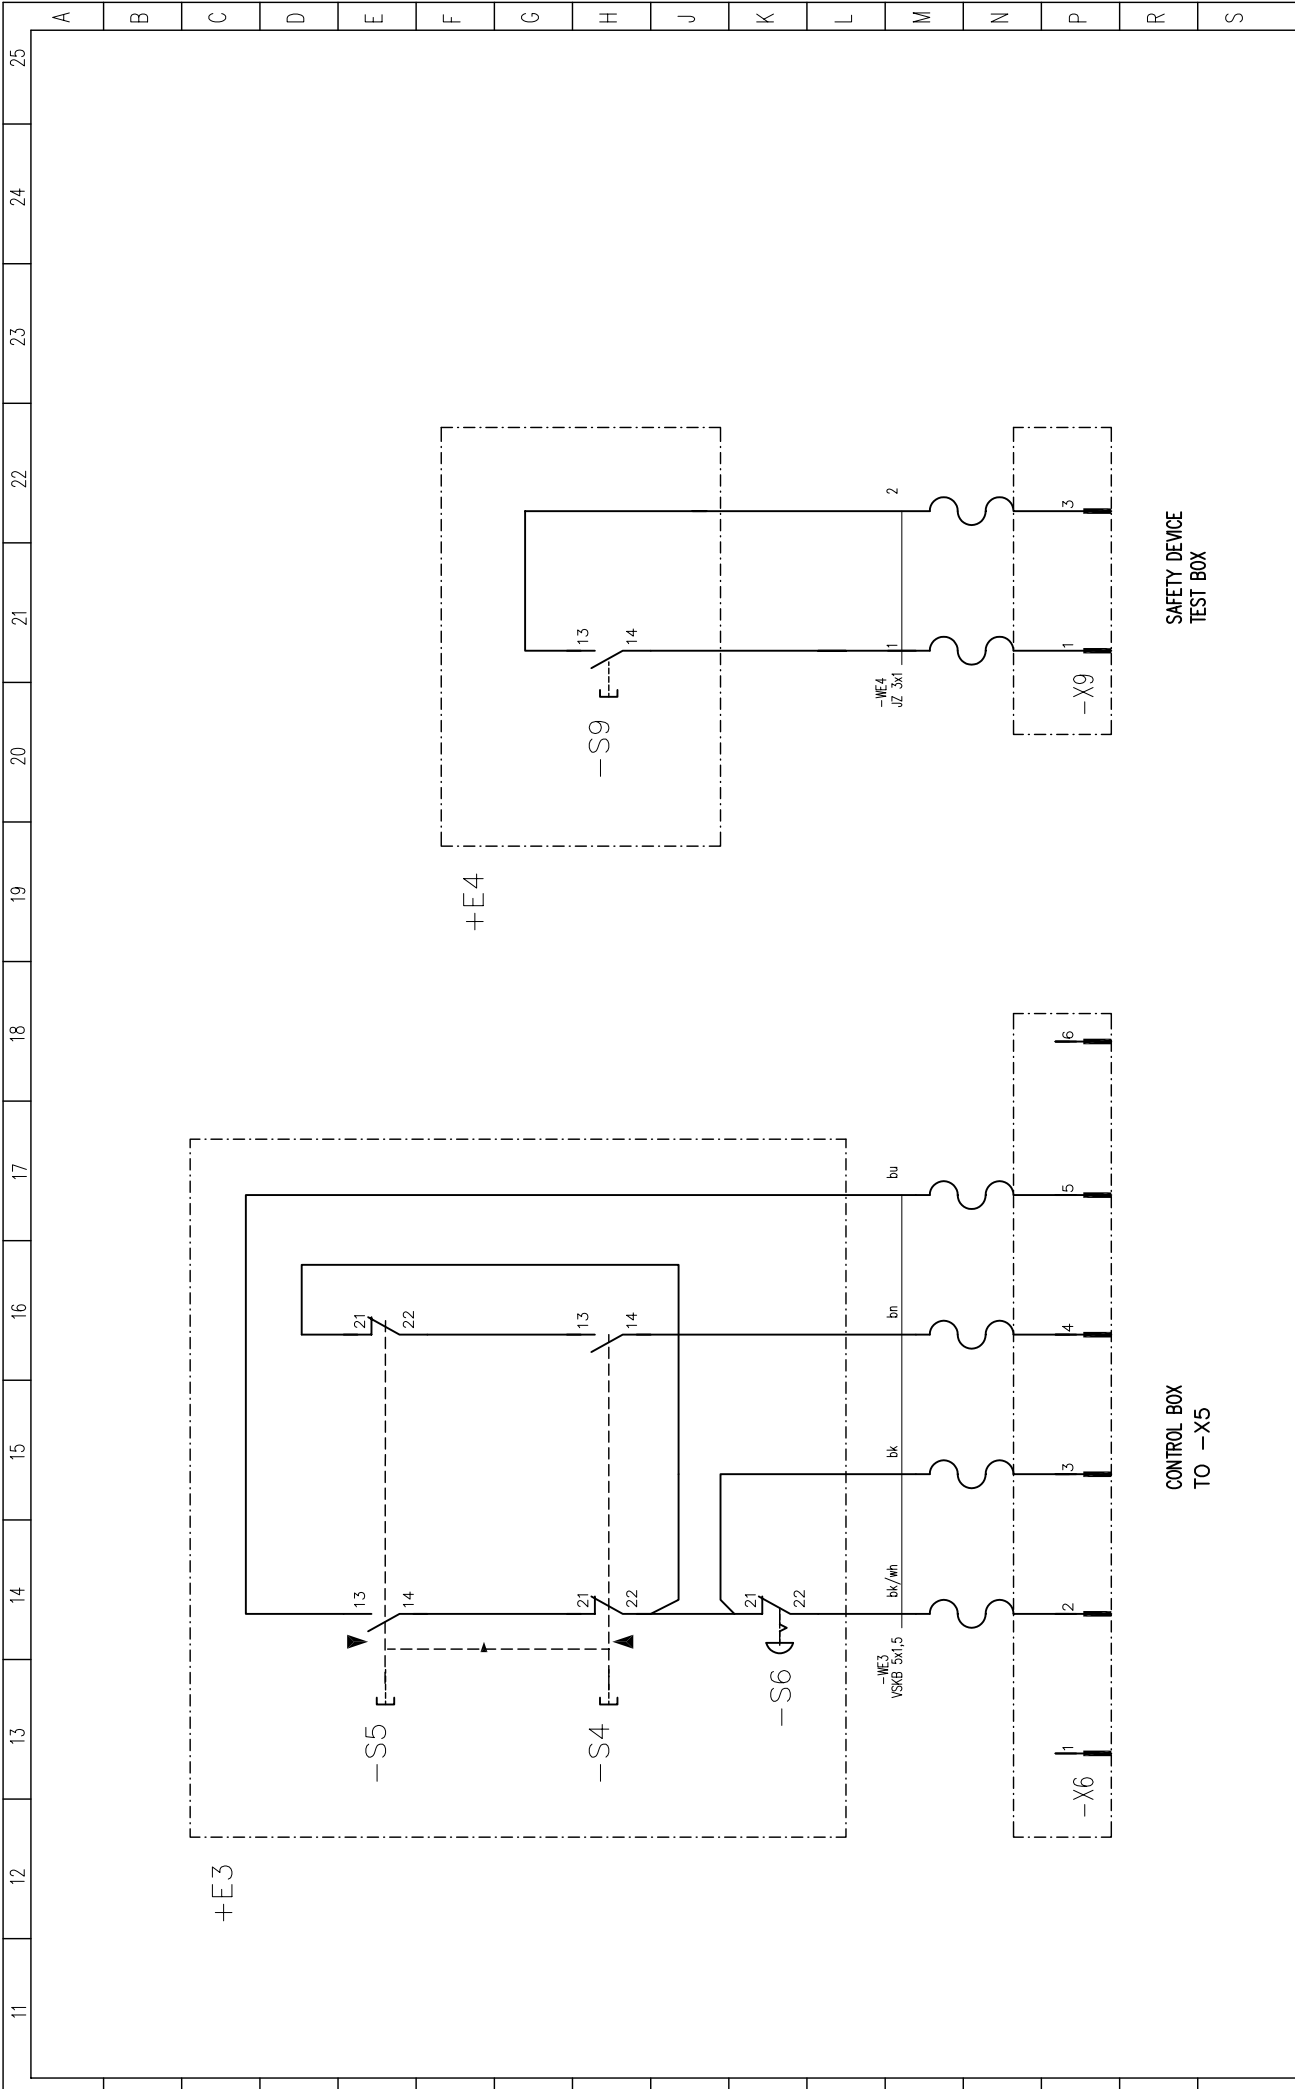 A
B
C
D
E
F
G
H
J
K
L
M
N
P
R
S
11
12
13
14
15
16
17
18
19
20
21
22
23
24
25
+E3
-S5
13
14
21
22
-S4
21
22
13
14
-S6
21
22
-WE3
VSKB 5x1,5
bk/wh
bk
bn
bu
-X6
1
2
3
4
5
6
CONTROL BOX
TO -X5
+E4
-S9
13
14
-WE4
JZ 3x1
1
2
-X9
1
3
SAFETY DEVICE
TEST BOX